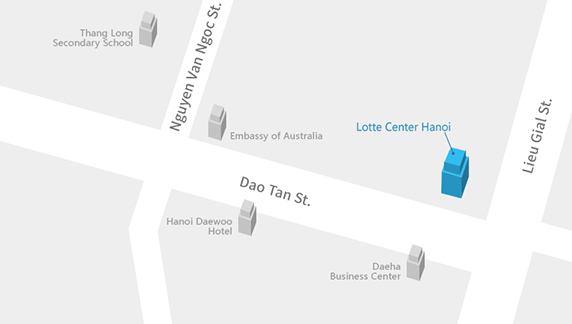 Thang Long
Secondary School
Nguyen Van Ngoc St.
Embassy of Australia
Lotte Center Hanoi
Lieu Gial St.
Dao Tan St.
Hanoi Daewoo
Hotel
Daeha
Business Center